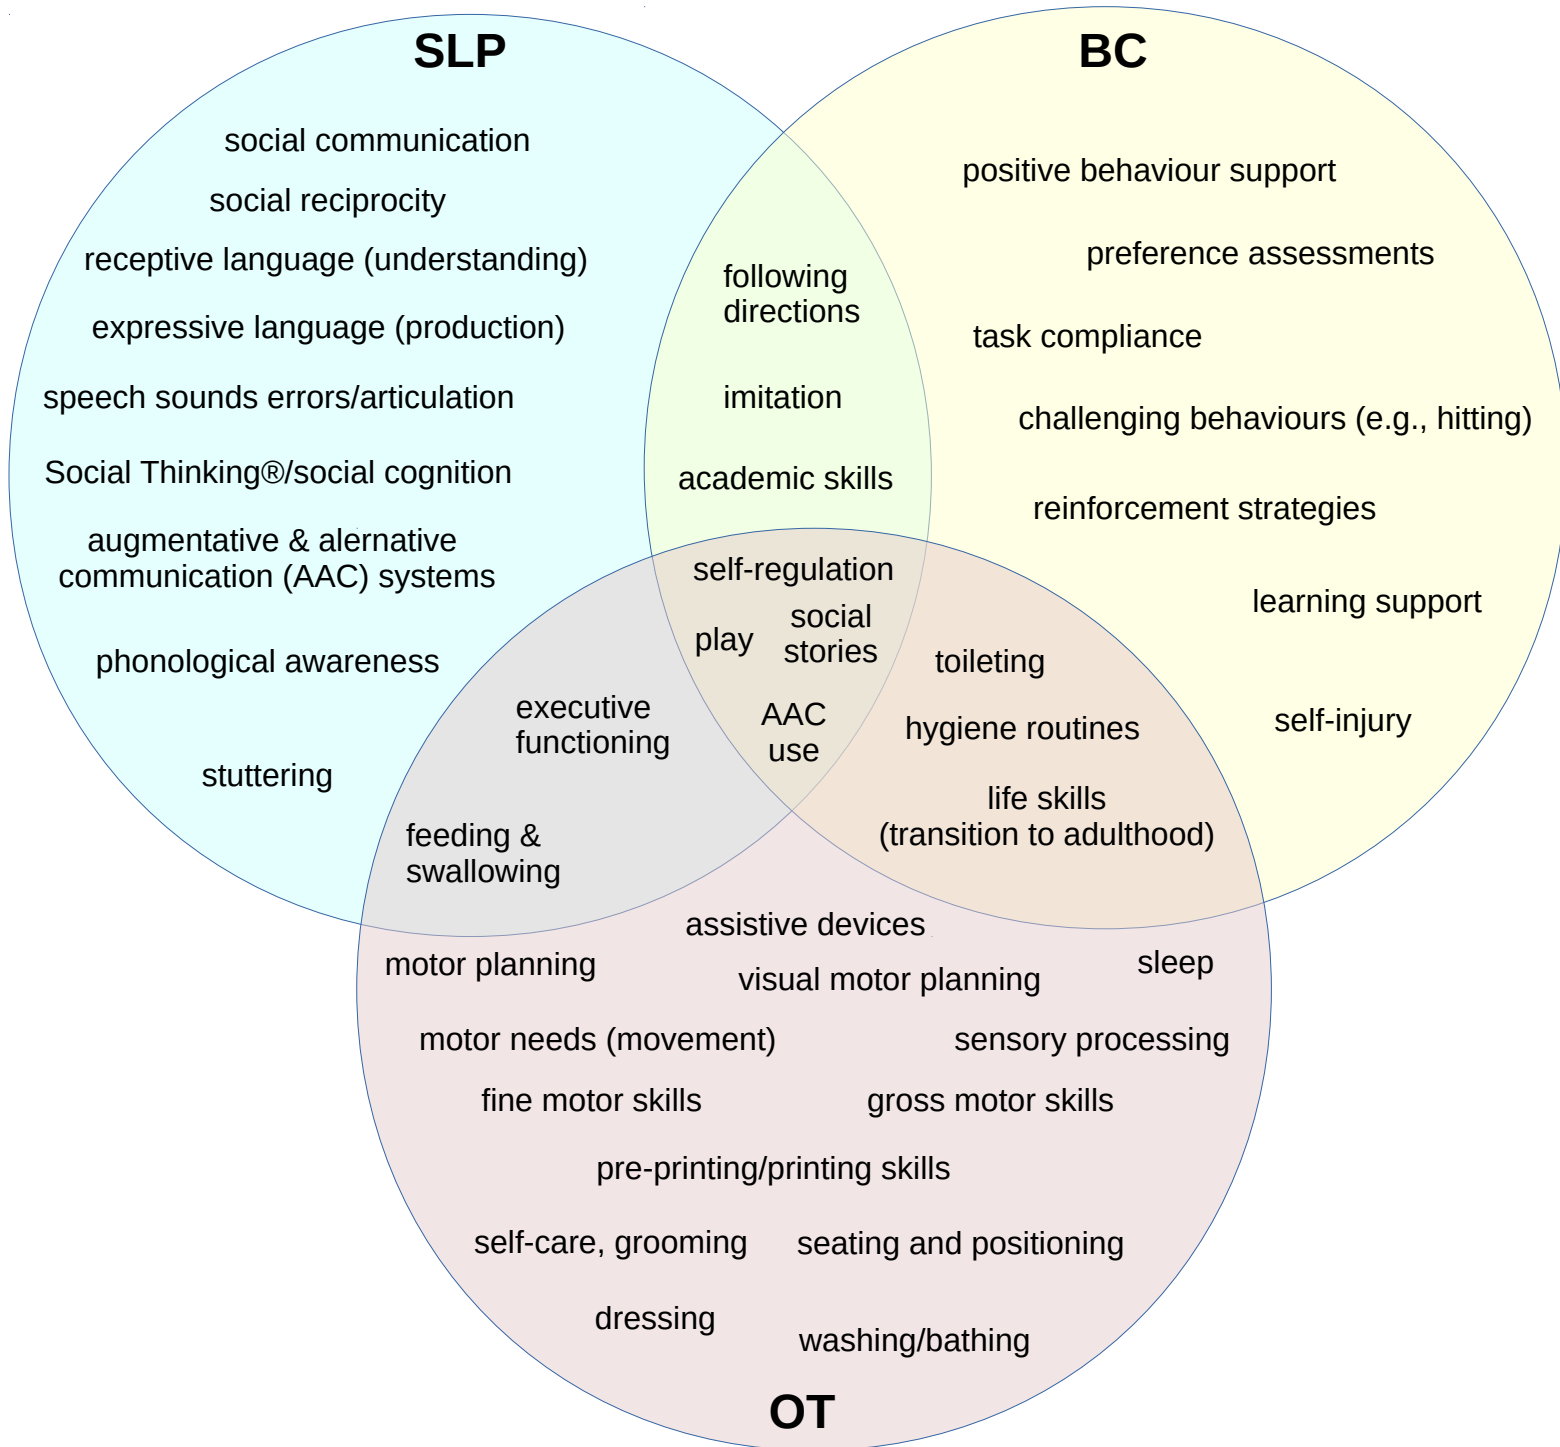 SLP
BC
social communication
social reciprocity
receptive language (understanding)
expressive language (production)
speech sounds errors/articulation
Social Thinking®/social cognition
augmentative & alernative
communication (AAC) systems
phonological awareness
stuttering
following
directions
imitation
academic skills
positive behaviour support
preference assessments
task compliance
challenging behaviours (e.g., hitting)
reinforcement strategies
learning support
self-injury
self-regulation
play
social
stories
AAC
use
executive
functioning
feeding &
swallowing
toileting
hygiene routines
life skills
(transition to adulthood)
assistive devices
motor planning
visual motor planning
sleep
motor needs (movement)
sensory processing
fine motor skills
gross motor skills
pre-printing/printing skills
self-care, grooming
seating and positioning
dressing
washing/bathing
OT